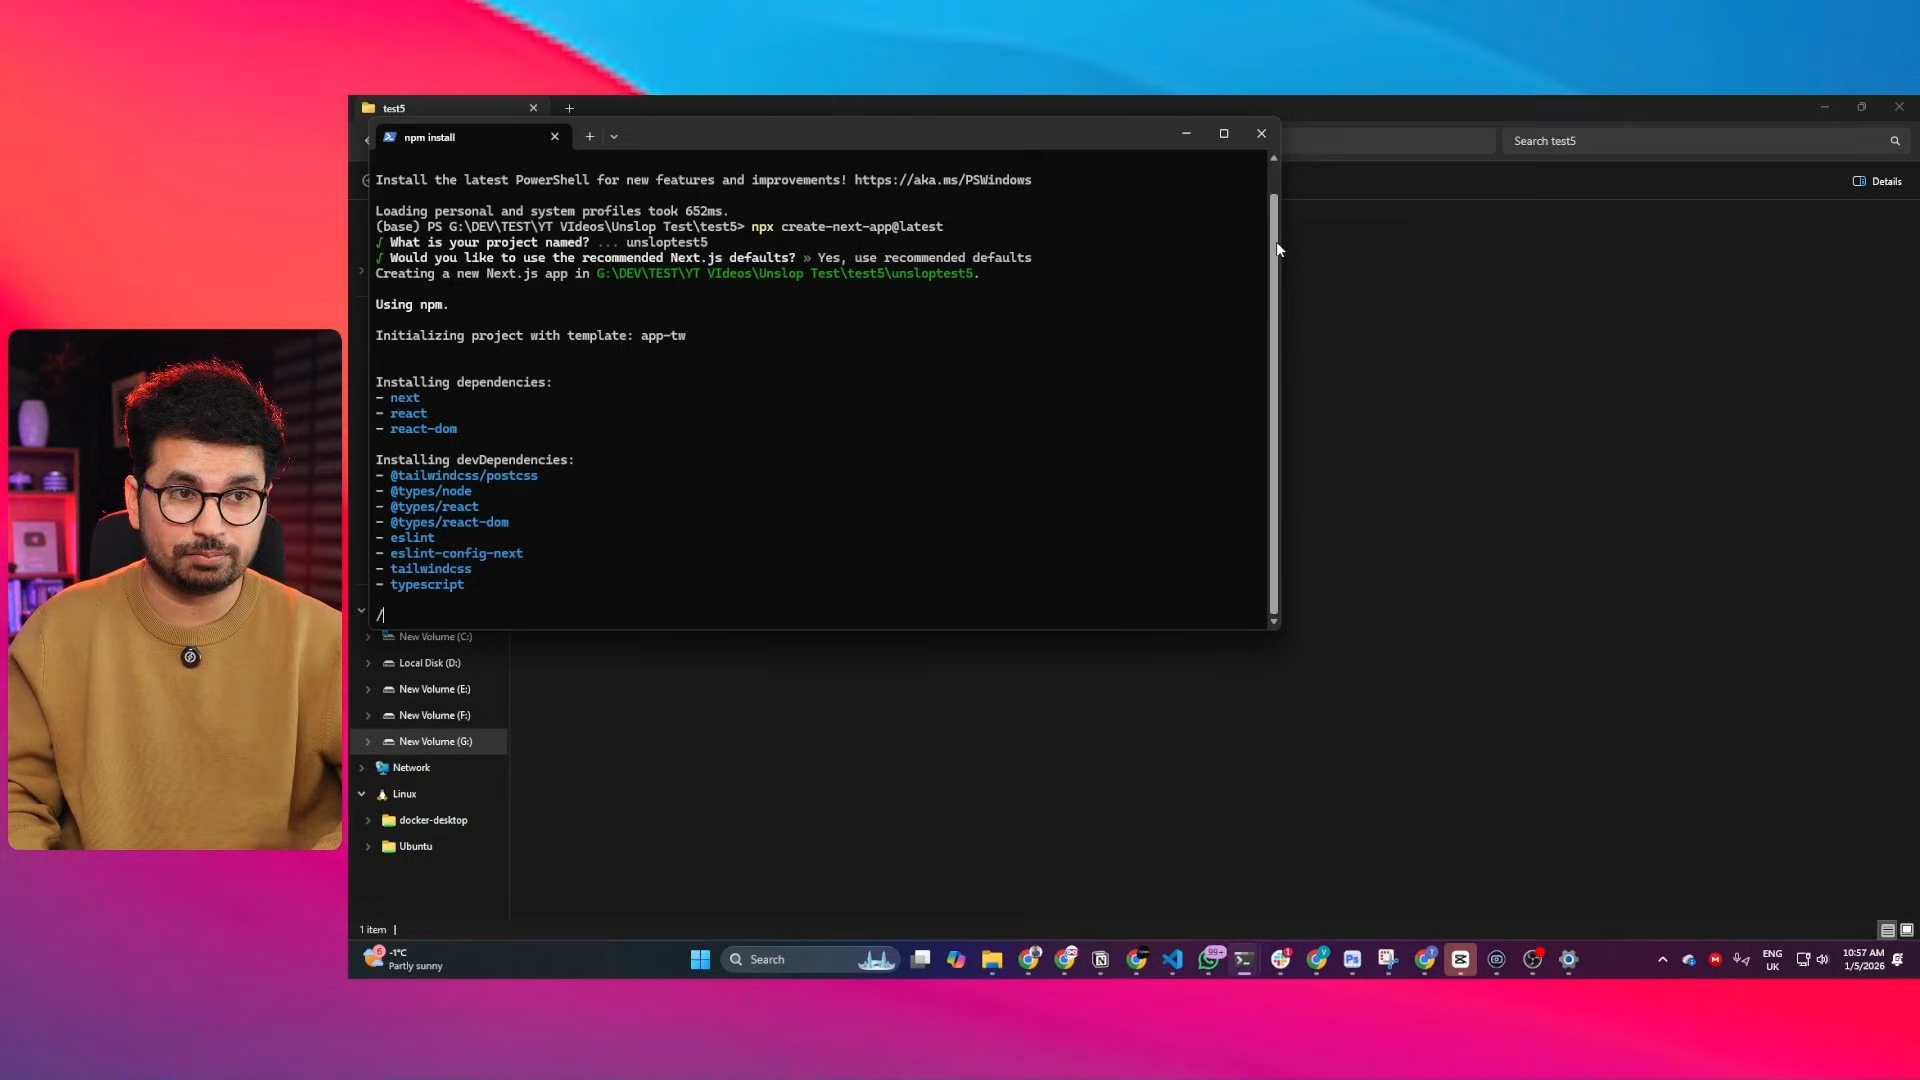 test5
Search test5
Details
npm install
Install the latest PowerShell for new features and improvements! https://aka.ms/PSWindows
Loading personal and system profiles took 652ms.
(base) PS G:\DEV\TEST\YT VIdeos\Unslop Test\test5> npx create-next-app@latest
√ What is your project named? ... unsloptest5
√ Would you like to use the recommended Next.js defaults? » Yes, use recommended defaults
Creating a new Next.js app in G:\DEV\TEST\YT VIdeos\Unslop Test\test5\unsloptest5.
Using npm.
Initializing project with template: app-tw
Installing dependencies:
- next
- react
- react-dom
Installing devDependencies:
- @tailwindcss/postcss
- @types/node
- @types/react
- @types/react-dom
- eslint
- eslint-config-next
- tailwindcss
- typescript
/
New Volume (C:)
Local Disk (D:)
New Volume (E:)
New Volume (F:)
New Volume (G:)
Network
Linux
docker-desktop
Ubuntu
1 item
-1°C
Partly sunny
Search
99+
ENG
UK
10:57 AM
1/5/2026